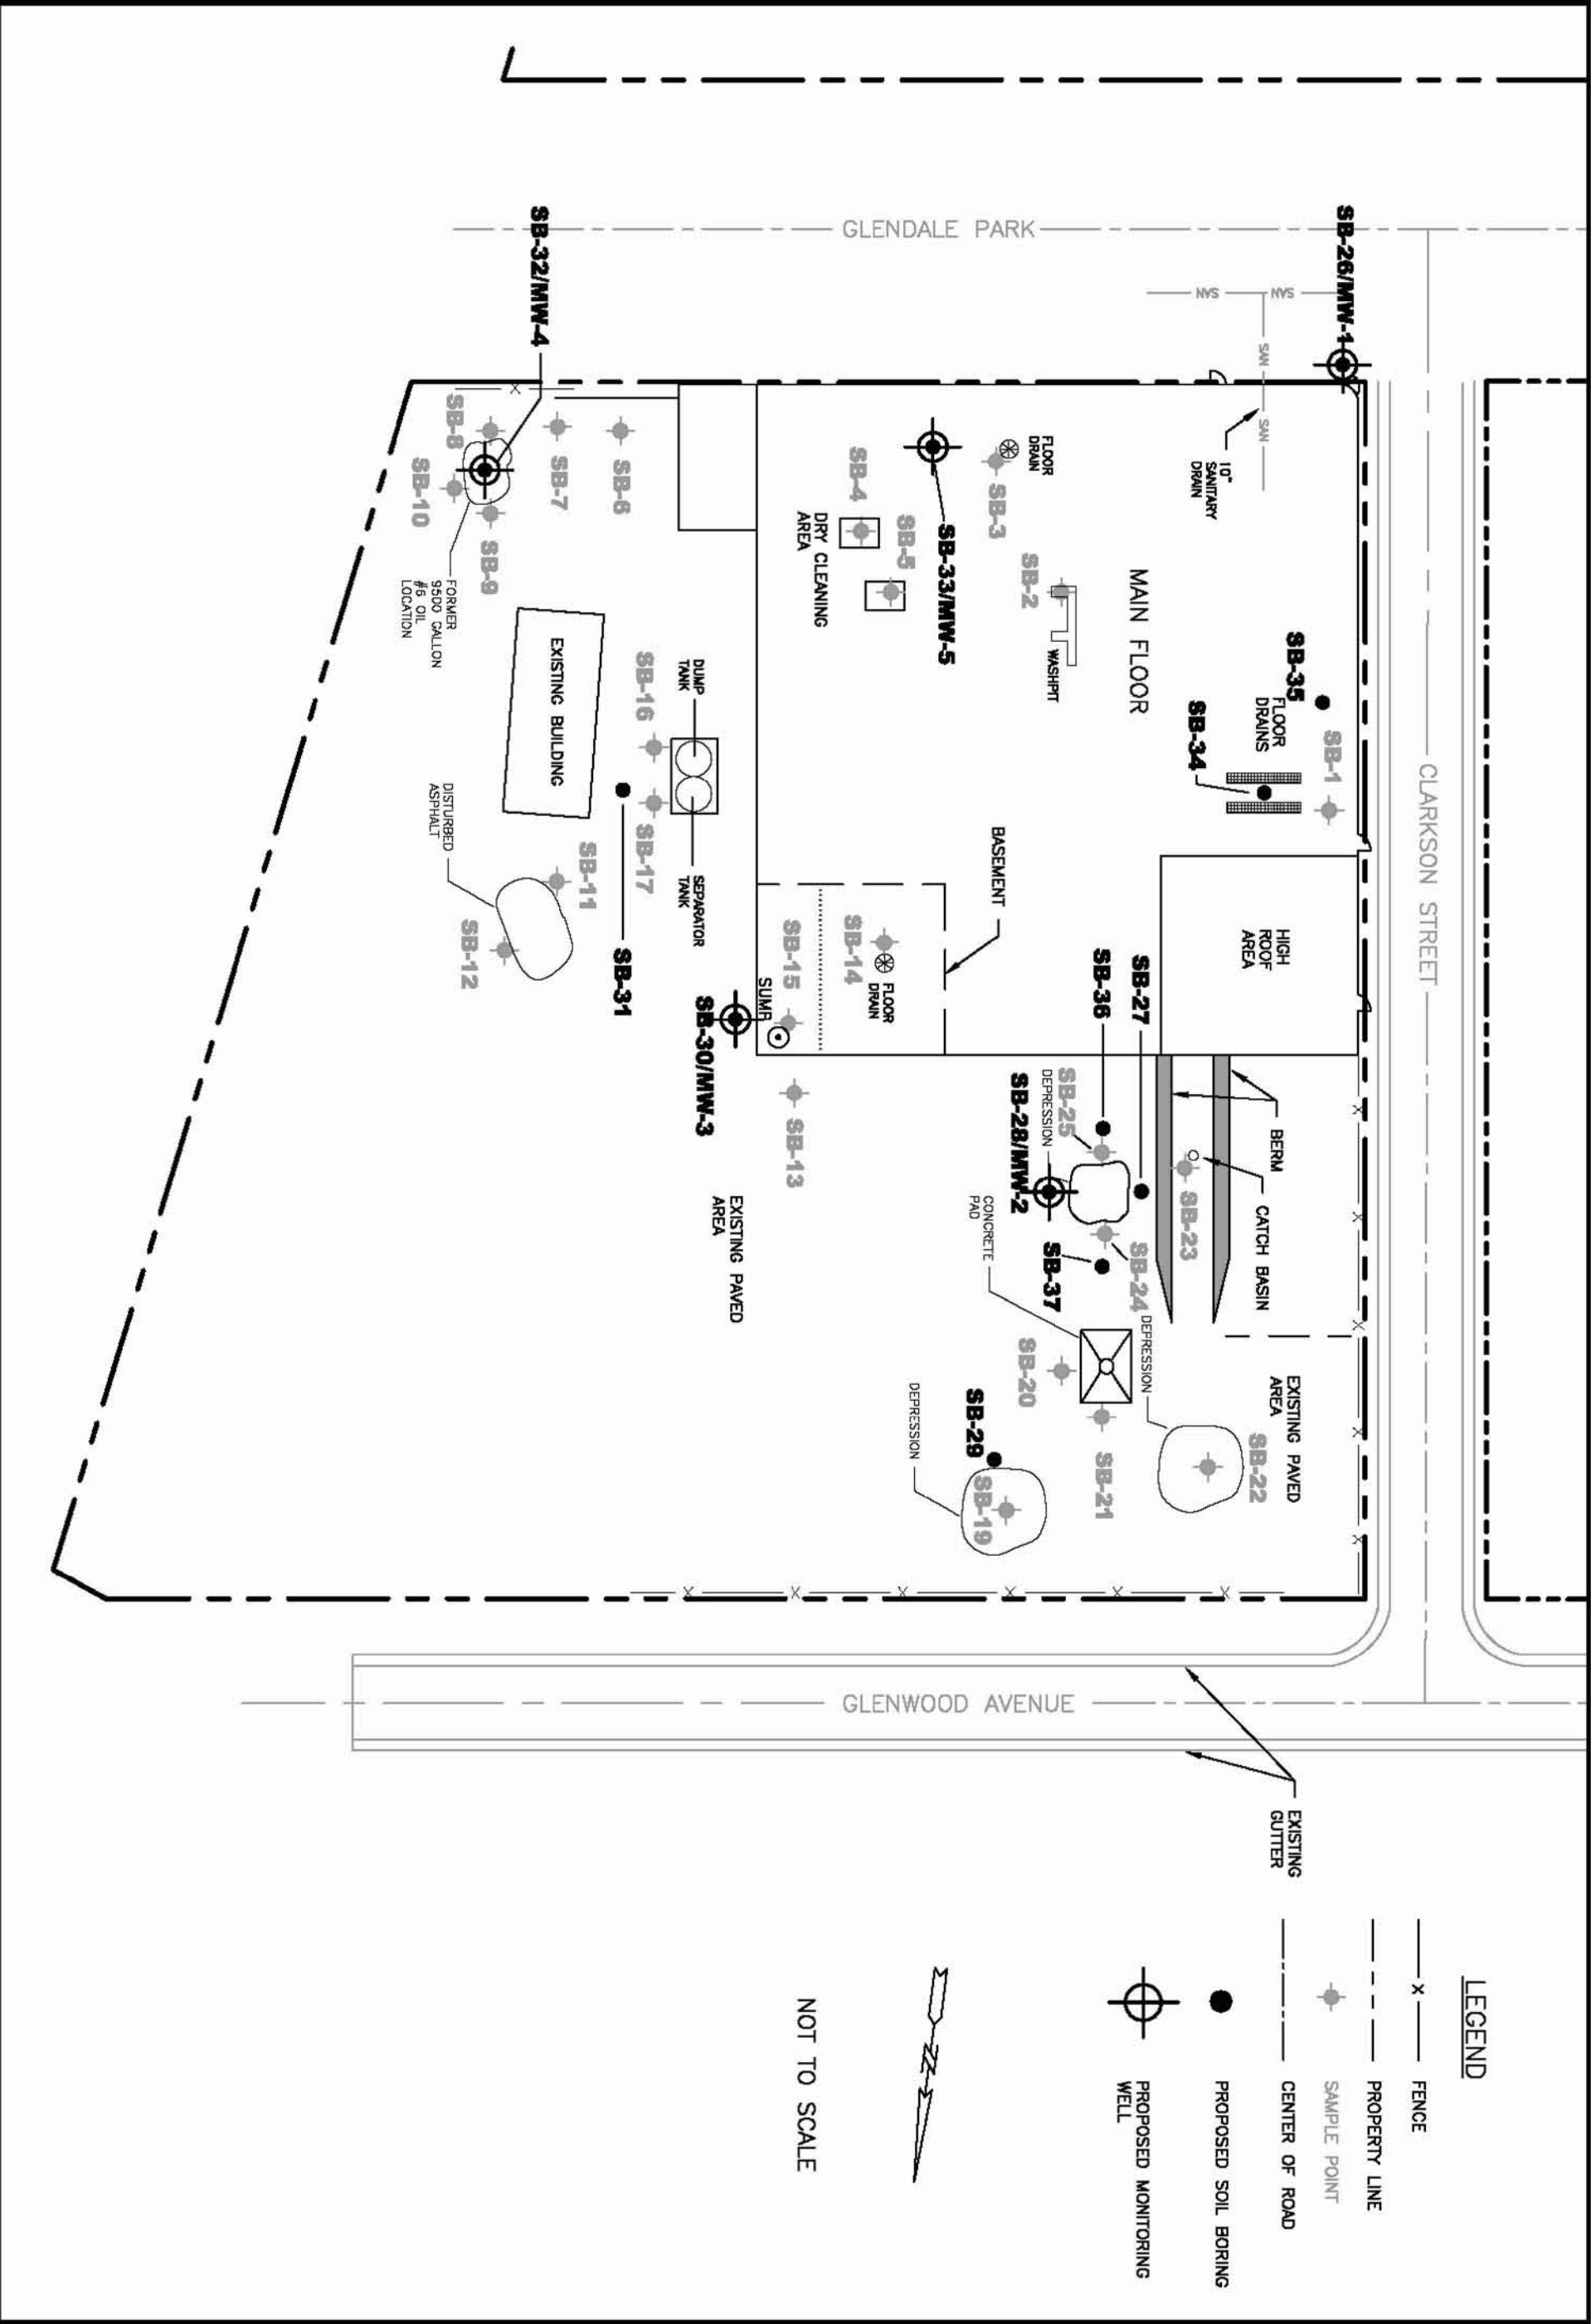 LEGEND
FENCE
PROPERTY LINE
SAMPLE POINT
CENTER OF ROAD
PROPOSED SOIL BORING
PROPOSED MONITORING
WELL
NOT TO SCALE
N
CLARKSON STREET
GLENDALE PARK
GLENWOOD AVENUE
EXISTING
GUTTER
SB-26/MW-1
SAN
SAN
SAN
SAN
10"
SANITARY
DRAIN
SB-35
SB-1
FLOOR
DRAINS
SB-34
HIGH
ROOF
AREA
BERM
CATCH BASIN
EXISTING PAVED
AREA
SB-22
MAIN FLOOR
SB-27
SB-36
SB-23
SB-24
DEPRESSION
SB-21
SB-25
DEPRESSION
SB-28/MW-2
SB-37
CONCRETE
PAD
SB-20
SB-29
SB-19
DEPRESSION
FLOOR
DRAIN
SB-3
SB-2
WASHPIT
SB-33/MW-5
BASEMENT
SB-5
SB-4
DRY CLEANING
AREA
SB-14
FLOOR
DRAIN
SB-15
SUMP
SB-13
EXISTING PAVED
AREA
SB-30/MW-3
DUMP
TANK
SEPARATOR
TANK
SB-16
SB-17
SB-31
SB-6
SB-7
SB-32/MW-4
EXISTING BUILDING
SB-11
SB-9
SB-8
SB-10
SB-12
DISTURBED
ASPHALT
FORMER
9500 GALLON
#6 OIL
LOCATION